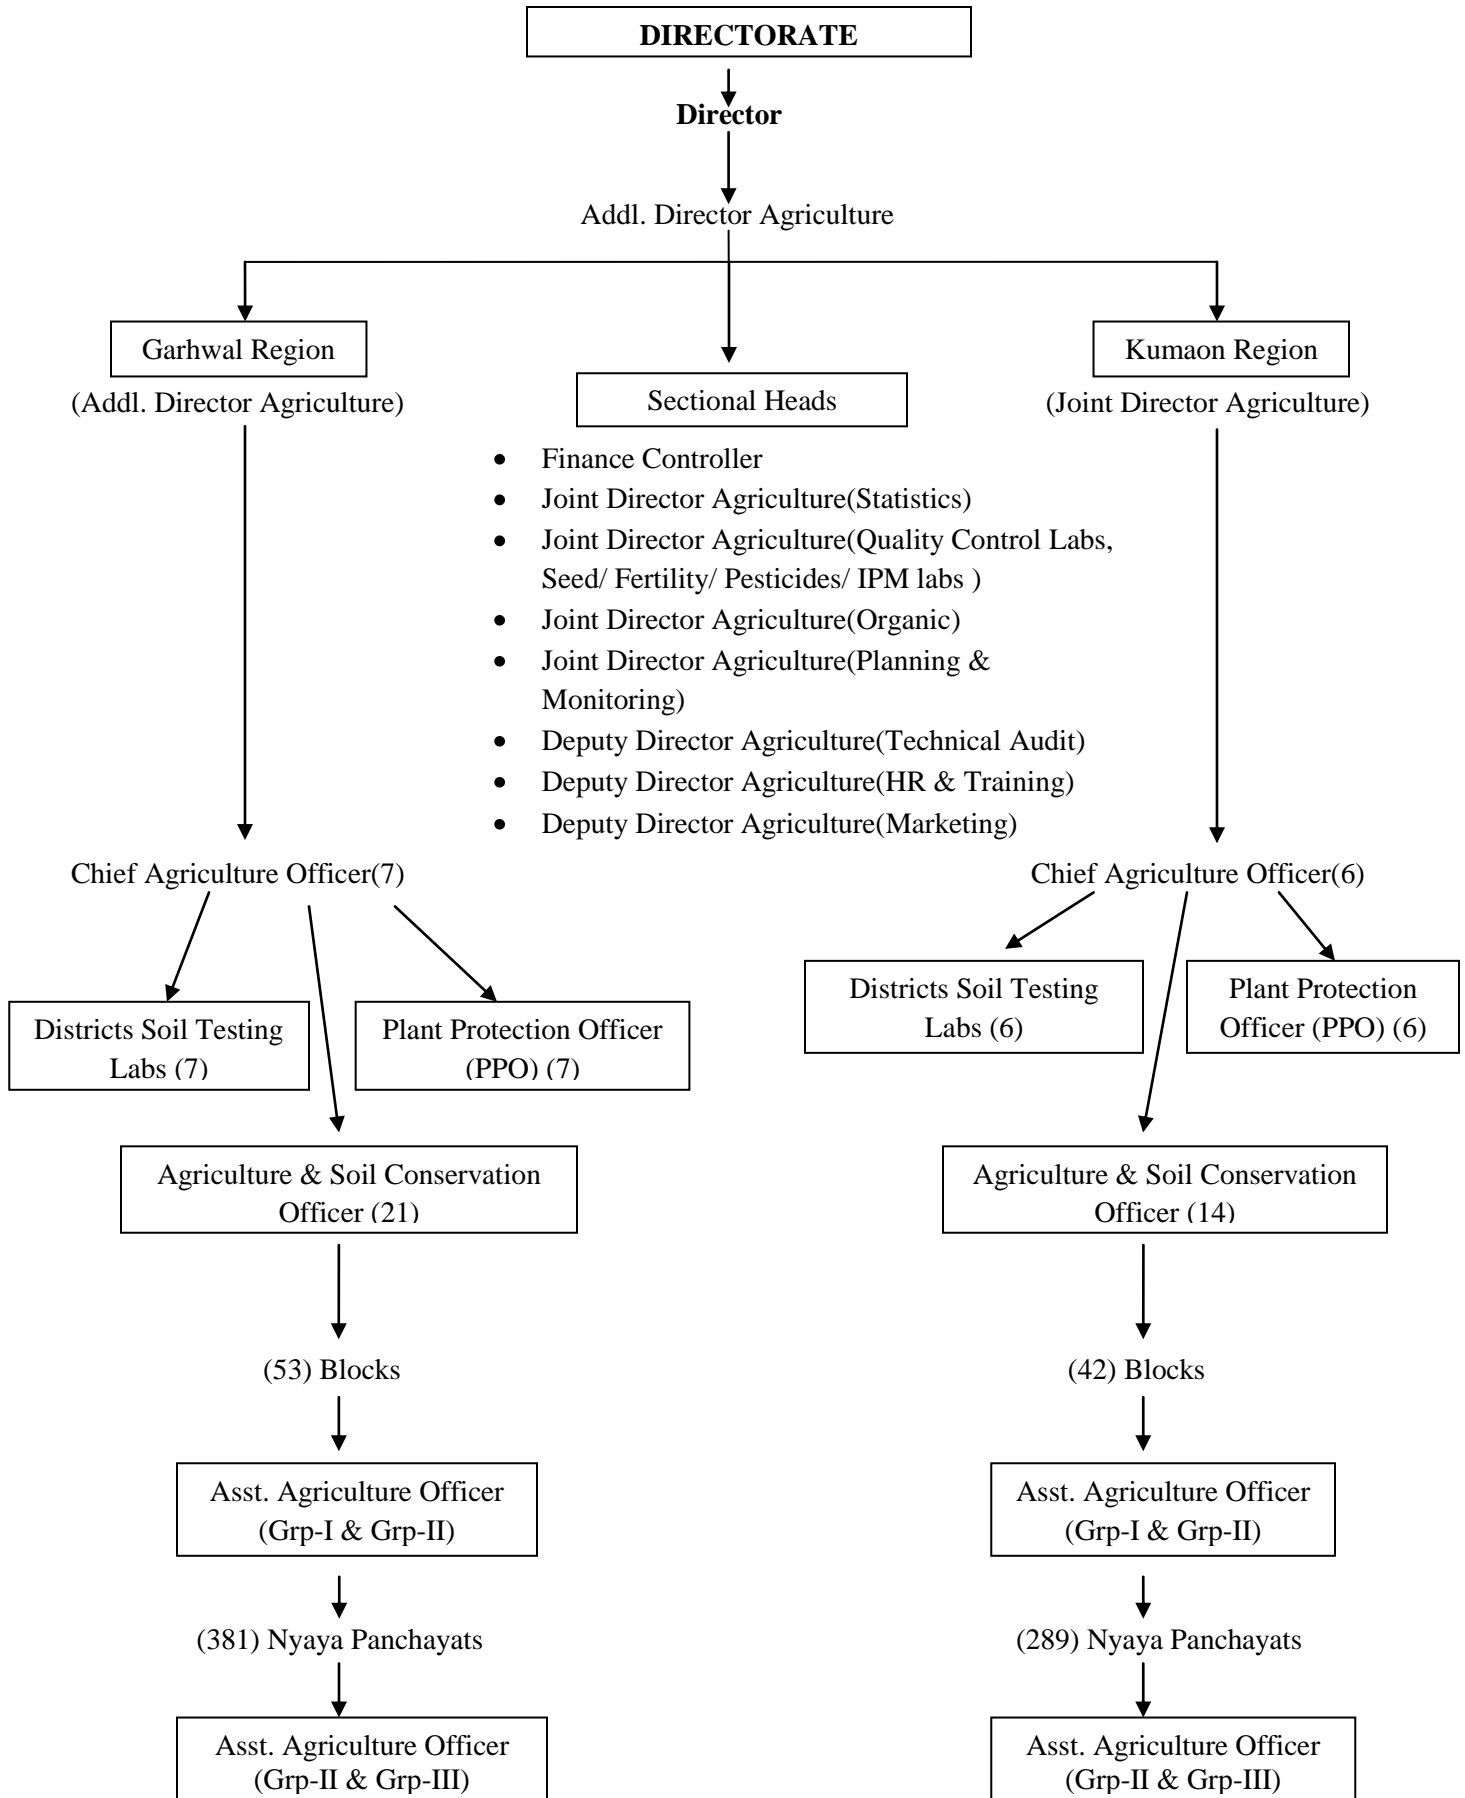 DIRECTORATE
Director
Addl. Director Agriculture
Garhwal Region
(Addl. Director Agriculture)
Sectional Heads
Kumaon Region
(Joint Director Agriculture)
• Finance Controller
• Joint Director Agriculture(Statistics)
• Joint Director Agriculture(Quality Control Labs,
Seed/ Fertility/ Pesticides/ IPM labs )
• Joint Director Agriculture(Organic)
• Joint Director Agriculture(Planning &
Monitoring)
• Deputy Director Agriculture(Technical Audit)
• Deputy Director Agriculture(HR & Training)
• Deputy Director Agriculture(Marketing)
Chief Agriculture Officer(7)
Districts Soil Testing
Labs (7)
Plant Protection Officer
(PPO) (7)
Agriculture & Soil Conservation
Officer (21)
(53) Blocks
Asst. Agriculture Officer
(Grp-I & Grp-II)
(381) Nyaya Panchayats
Asst. Agriculture Officer
(Grp-II & Grp-III)
Chief Agriculture Officer(6)
Districts Soil Testing
Labs (6)
Plant Protection
Officer (PPO) (6)
Agriculture & Soil Conservation
Officer (14)
(42) Blocks
Asst. Agriculture Officer
(Grp-I & Grp-II)
(289) Nyaya Panchayats
Asst. Agriculture Officer
(Grp-II & Grp-III)